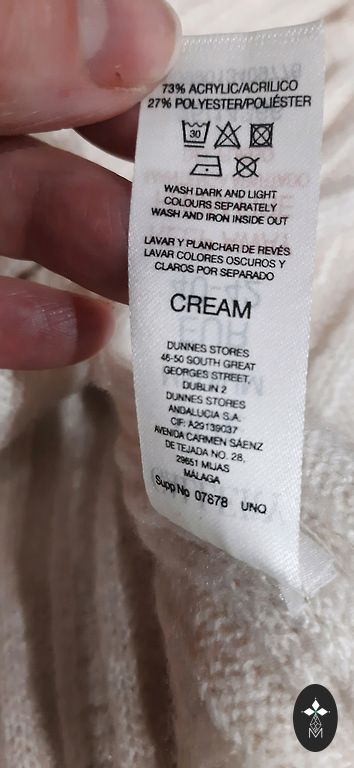 73% ACRYLIC/ACRILICO
27% POLYESTER/POLIÉSTER
30
WASH DARK AND LIGHT
COLOURS SEPARATELY
WASH AND IRON INSIDE OUT
LAVAR Y PLANCHAR DE REVÉS
LAVAR COLORES OSCUROS Y
CLAROS POR SEPARADO
CREAM
DUNNES STORES
46-50 SOUTH GREAT
GEORGES STREET,
DUBLIN 2
DUNNES STORES
ANDALUCIA S.A.
CIF: A29139037
AVENIDA CARMEN SÁENZ
DE TEJADA NO. 28,
29651 MIJAS
MÁLAGA
Supp No 07878 UNQ
M